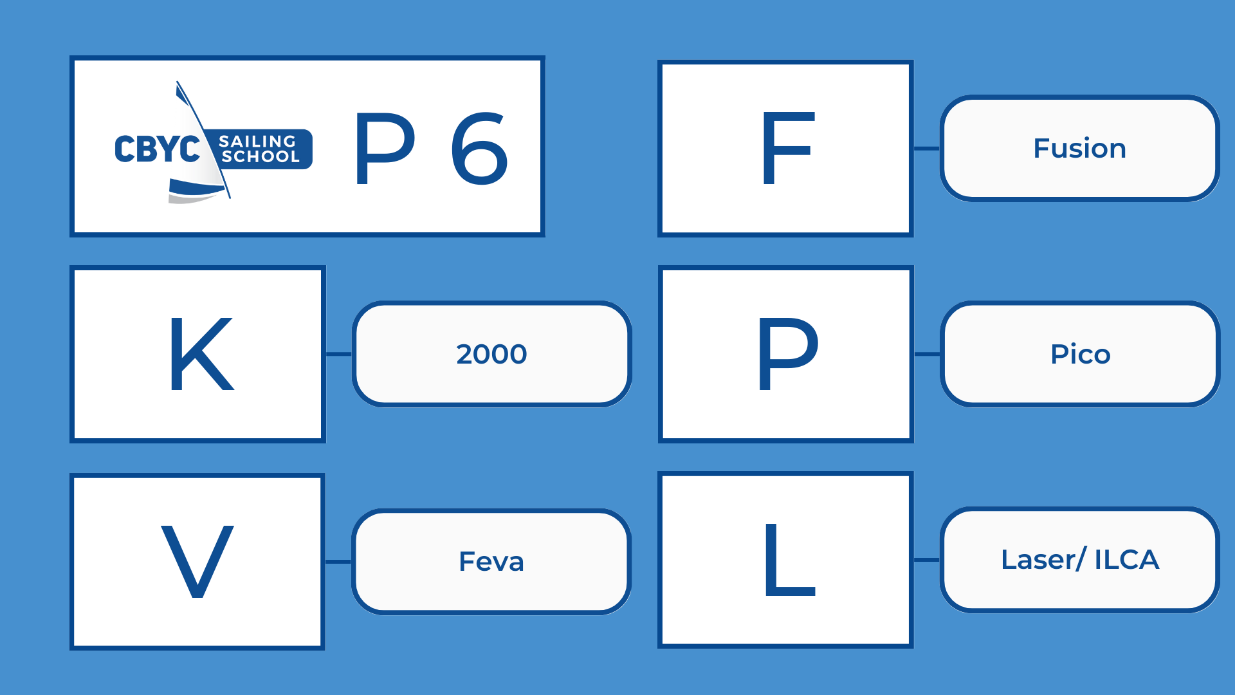 CBYC
SAILING
SCHOOL
P 6
F
Fusion
K
2000
P
Pico
V
Feva
L
Laser/ ILCA